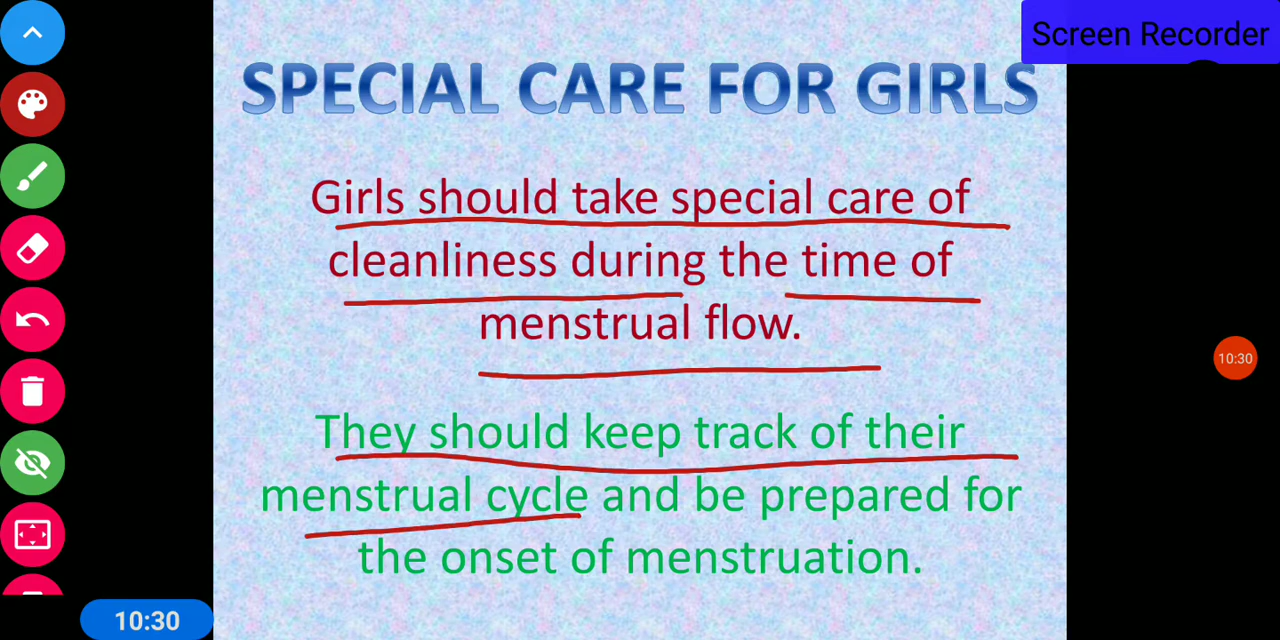 Screen Recorder
SPECIAL CARE FOR GIRLS
Girls should take special care of
cleanliness during the time of
menstrual flow.
10:30
They should keep track of their
menstrual cycle and be prepared for
the onset of menstruation.
10:30